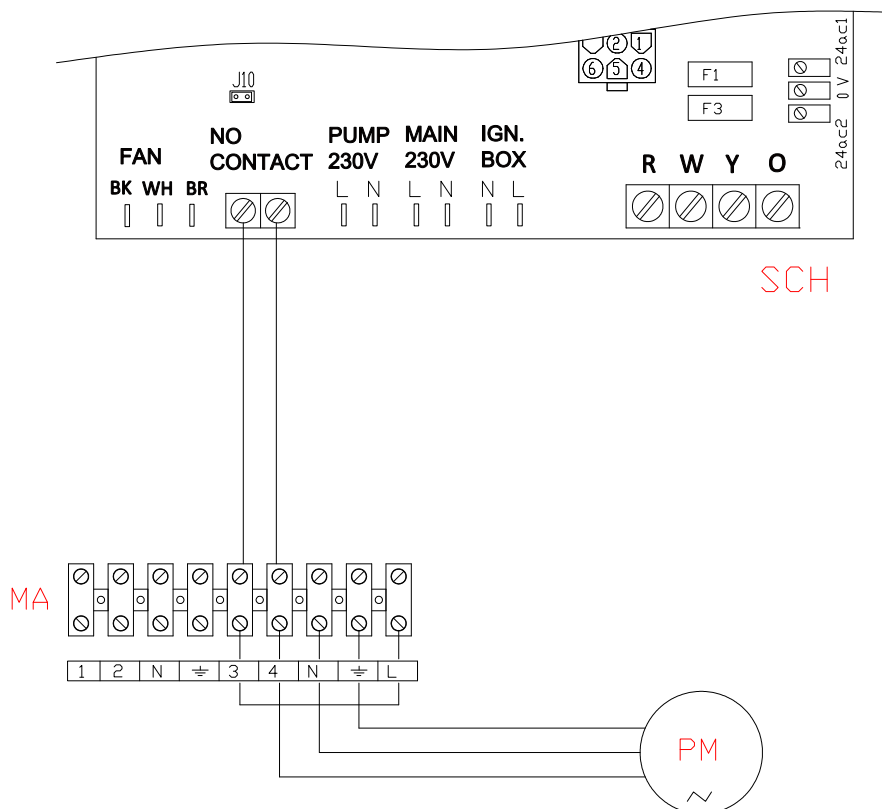 2 1
6 5 4
24ac1
0 V
24ac2
F1
F3
J10
NO
CONTACT
PUMP
230V
MAIN
230V
IGN.
BOX
FAN
BK WH BR
L N L N N L
R W Y O
SCH
MA
1 2 N 3 4 N L
PM